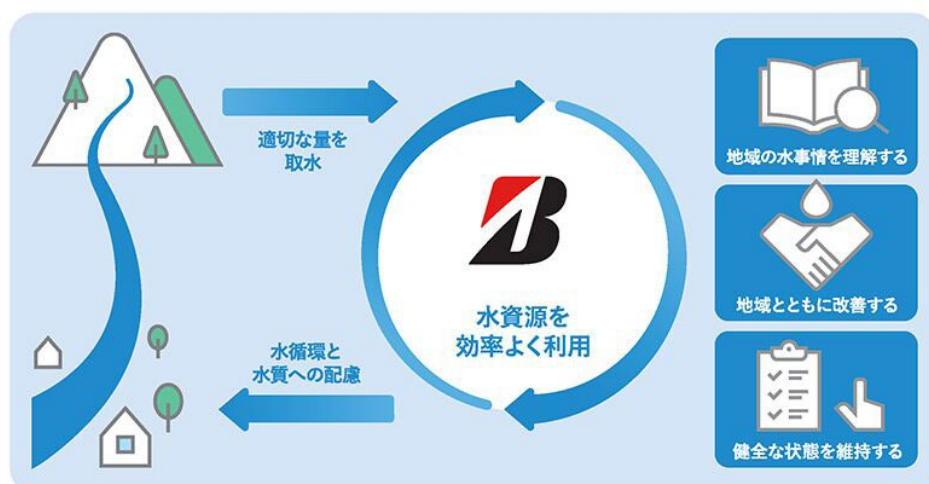 適切な量を
取水
水資源を
効率よく利用
水循環と
水質への配慮
地域の水事情を理解する
地域とともに改善する
健全な状態を維持する